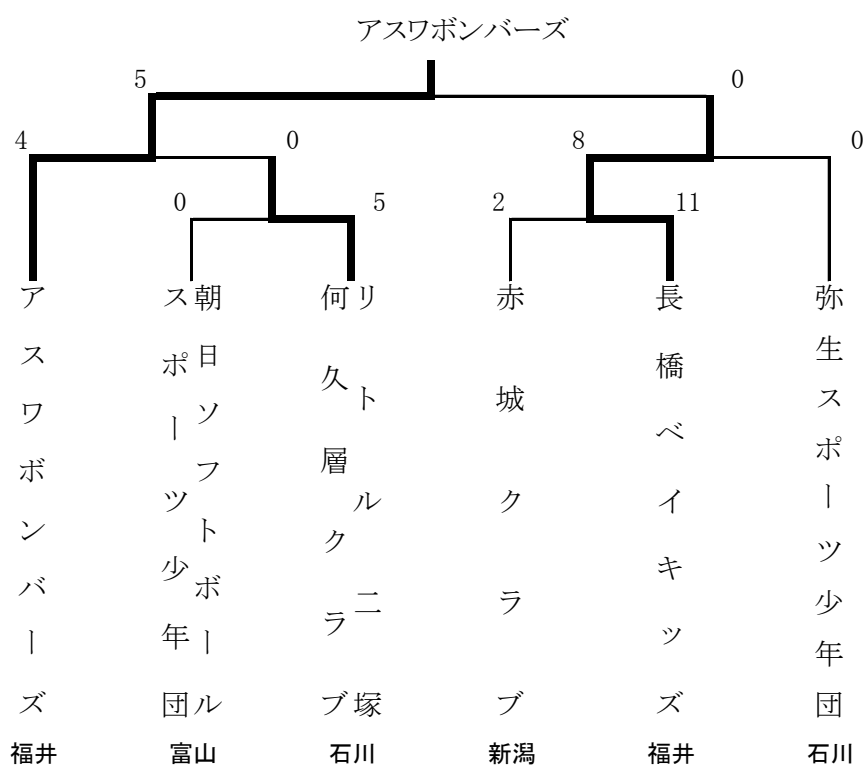 アスワボンバーズ
5
0
4
0
8
0
0
5
2
11
アスワボンバーズ
朝日ソフトボール
スポーツ少年団
リトル二塚
何久層クラブ
赤城クラブ
長橋ベイキッズ
弥生スポーツ少年団
福井
富山
石川
新潟
福井
石川